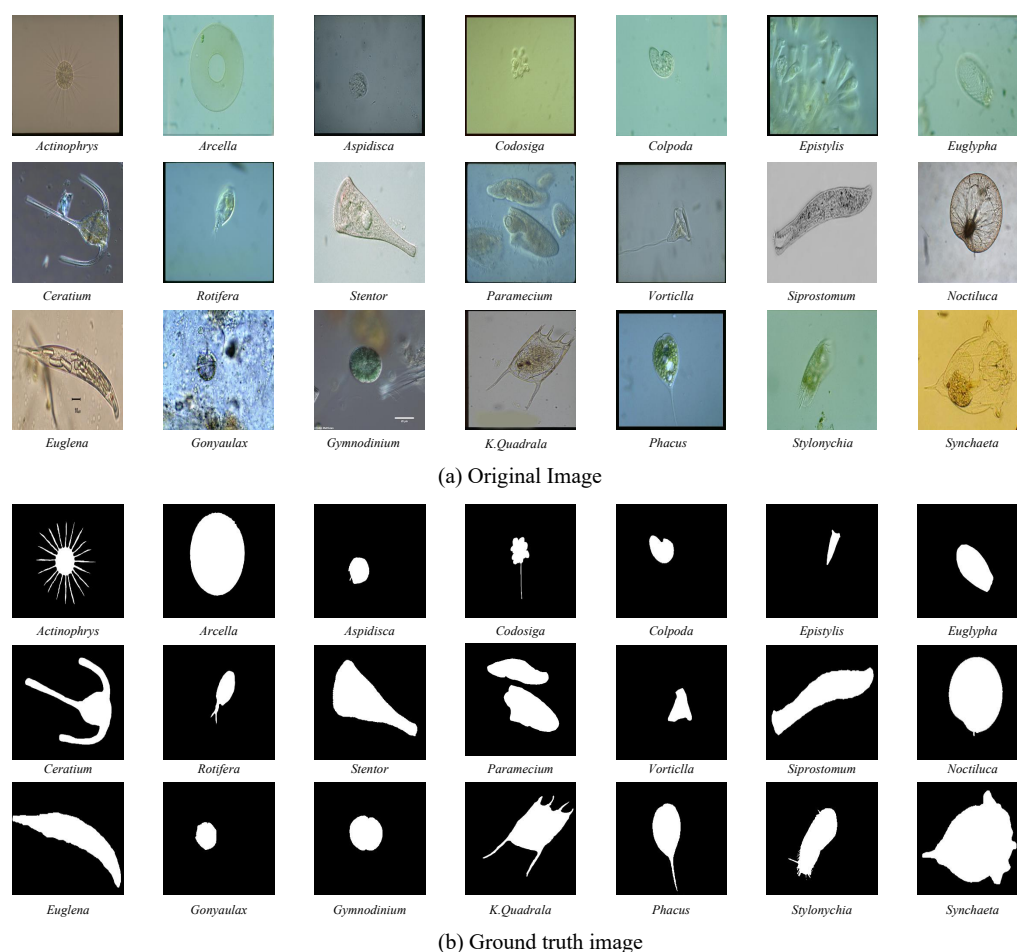 Actinophrys Arcella Aspidisca Codosiga Colpoda Epistylis Euglypha
Ceratium Rotifera Stentor Paramecium Vorticlla Siprostomum Noctiluca
Euglena Gonyaulax Gymnodinium K.Quadrala Phacus Stylonychia Synchaeta
(a) Original Image
Actinophrys Arcella Aspidisca Codosiga Colpoda Epistylis Euglypha
Ceratium Rotifera Stentor Paramecium Vorticlla Siprostomum Noctiluca
Euglena Gonyaulax Gymnodinium K.Quadrala Phacus Stylonychia Synchaeta
(b) Ground truth image